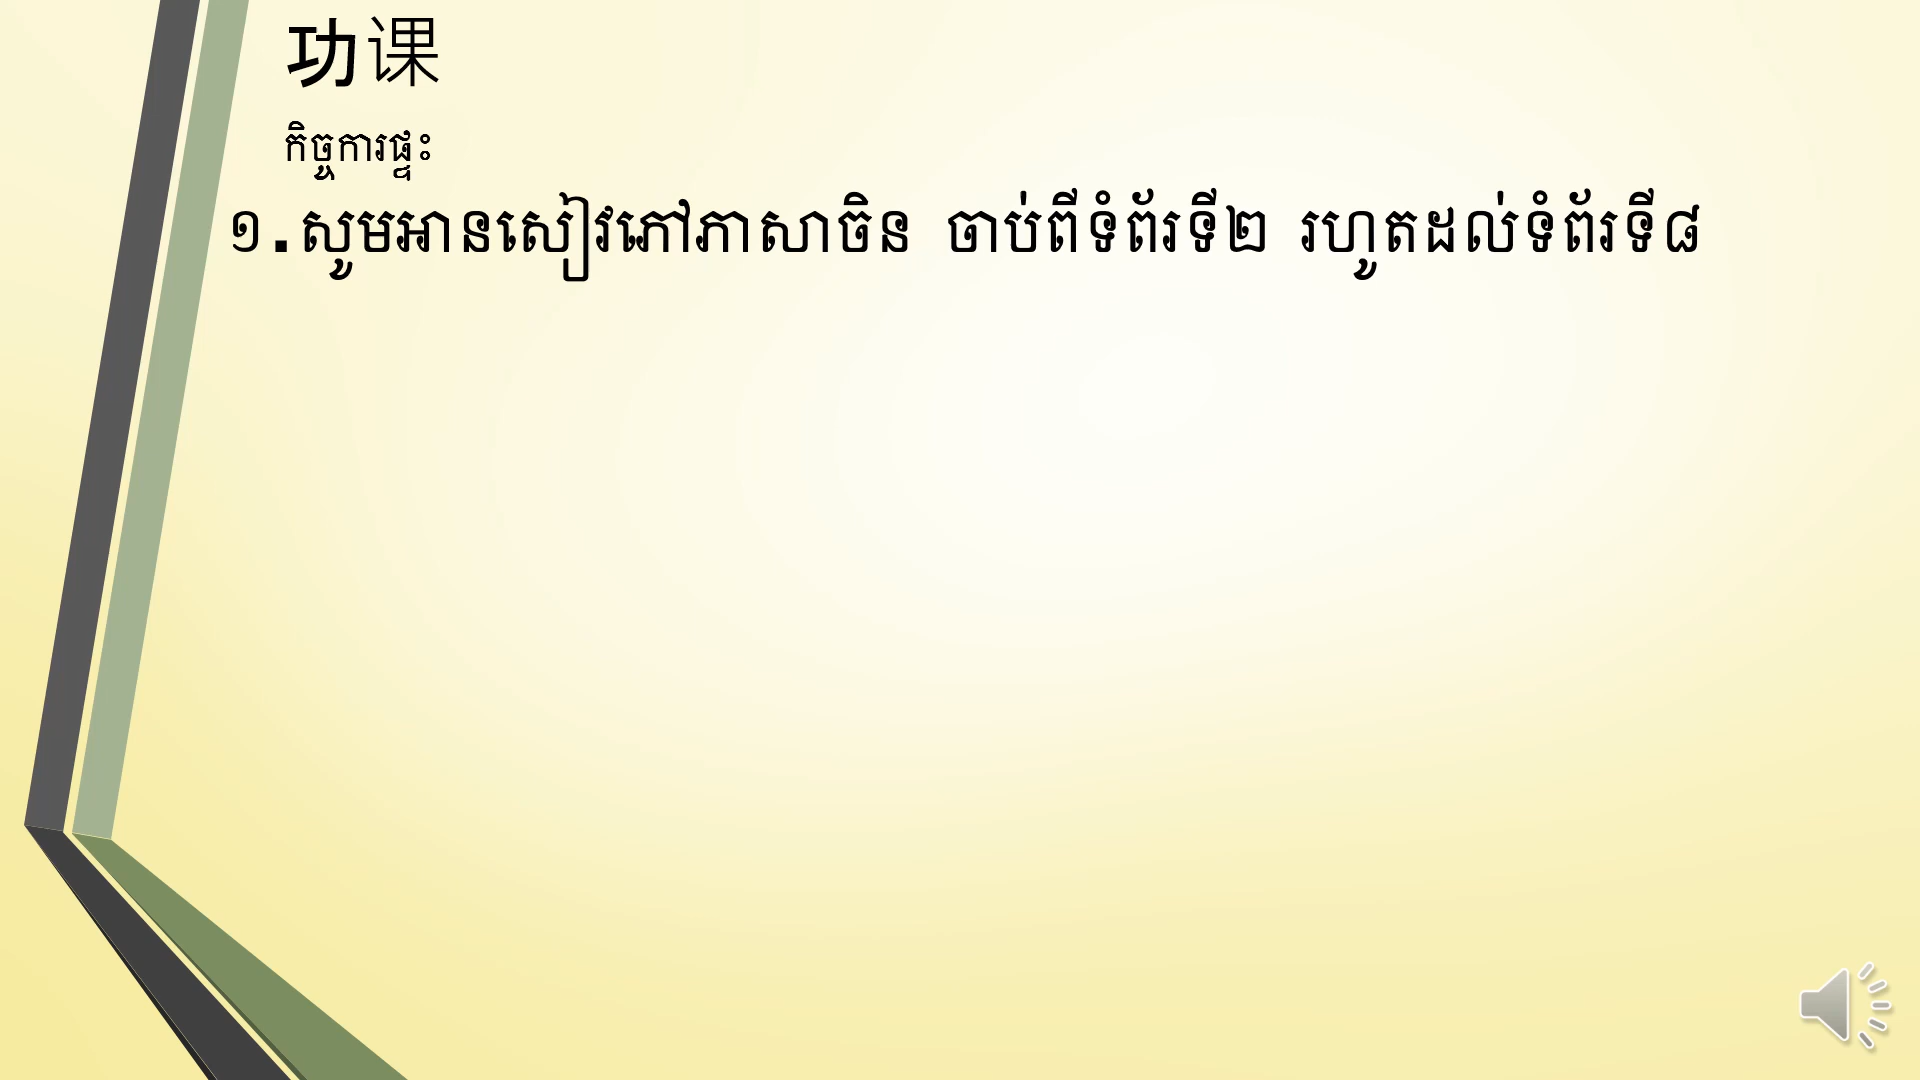 功课
កិច្ចការផ្ទះ
១.សូមអានសៀវភៅភាសាចិន ចាប់ពីទំព័រទី២ រហូតដល់ទំព័រទី៨